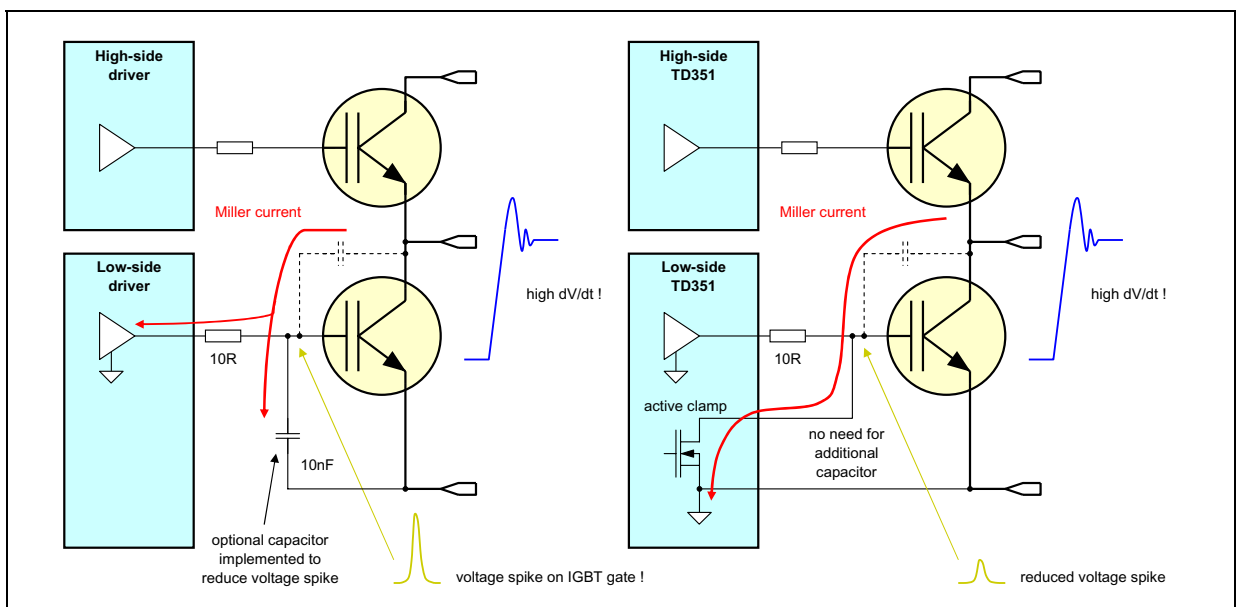 High-side
driver
Miller current
Low-side
driver
10R
high dV/dt !
10nF
optional capacitor
implemented to
reduce voltage spike
voltage spike on IGBT gate !
High-side
TD351
Miller current
Low-side
TD351
10R
high dV/dt !
active clamp
no need for
additional
capacitor
reduced voltage spike